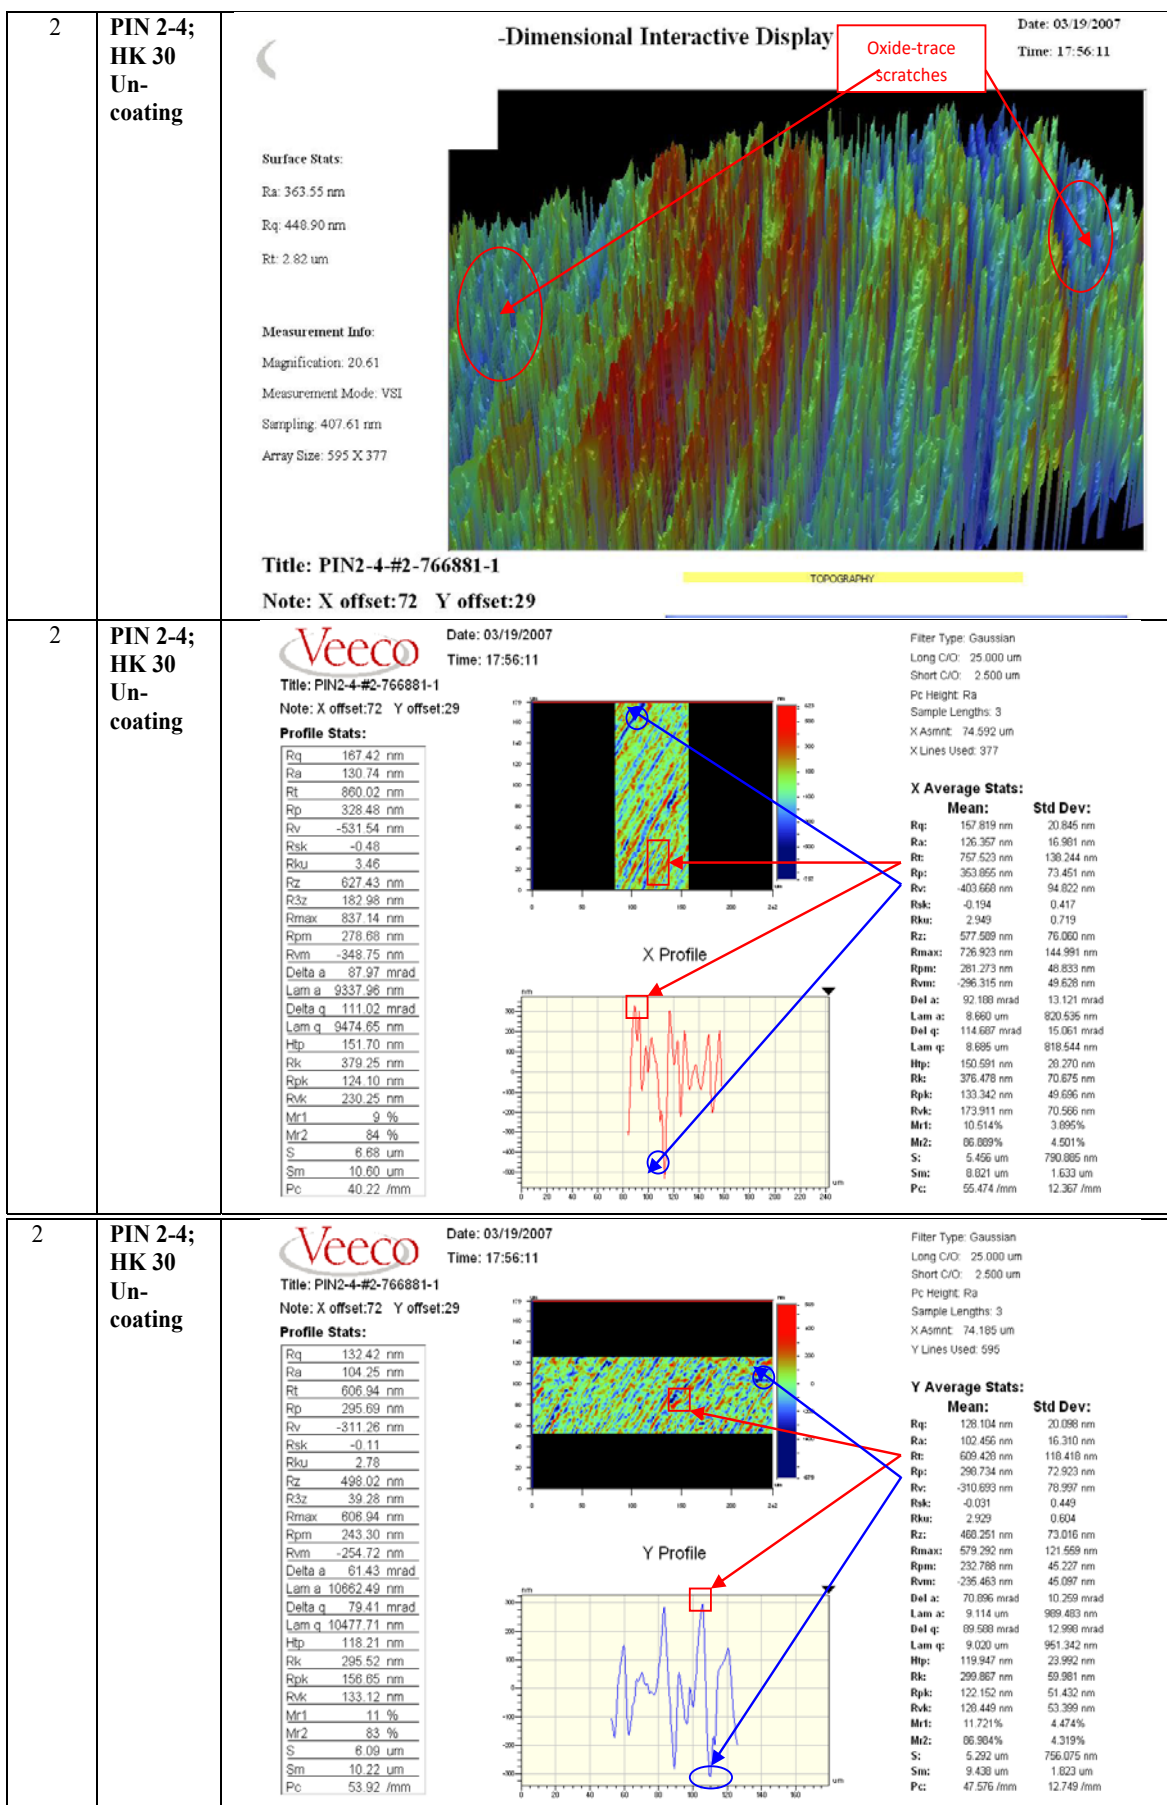 2
PIN 2-4;
HK 30
Un-
coating
-Dimensional Interactive Display
Date: 03/19/2007
Time: 17:56:11
Oxide-trace
scratches
Surface Stats:
Ra: 363.55 nm
Rq: 448.90 nm
Rt: 2.82 um
Measurement Info:
Magnification: 20.61
Measurement Mode: VSI
Sampling: 407.61 nm
Array Size: 595 X 377
Title: PIN2-4-#2-766881-1
Note: X offset:72 Y offset:29
TOPOGRAPHY
2
PIN 2-4;
HK 30
Un-
coating
Veeco
Date: 03/19/2007
Time: 17:56:11
Title: PIN2-4-#2-766881-1
Note: X offset:72 Y offset:29
Profile Stats:
Rq 167.42 nm
Ra 130.74 nm
Rt 860.02 nm
Rp 328.48 nm
Rv -531.54 nm
Rsk -0.48
Rku 3.46
Rz 627.43 nm
R3z 182.98 nm
Rmax 837.14 nm
Rpm 278.68 nm
Rvm -348.75 nm
Delta a 87.97 mrad
Lam a 9337.96 nm
Delta q 111.02 mrad
Lam q 9474.65 nm
Htp 151.70 nm
Rk 379.25 nm
Rpk 124.10 nm
Rvk 230.25 nm
Mr1 9 %
Mr2 84 %
S 6.68 um
Sm 10.60 um
Pc 40.22 /mm
X Profile
Filter Type: Gaussian
Long C/O: 25.000 um
Short C/O: 2.500 um
Pc Height: Ra
Sample Lengths: 3
X Asmnt: 74.592 um
X Lines Used: 377
X Average Stats:
Mean: Std Dev:
Rq: 157.819 nm 20.845 nm
Ra: 126.357 nm 16.981 nm
Rt: 757.523 nm 138.244 nm
Rp: 353.855 nm 73.451 nm
Rv: -403.668 nm 94.822 nm
Rsk: -0.194 0.417
Rku: 2.949 0.719
Rz: 577.589 nm 76.060 nm
Rmax: 726.923 nm 144.991 nm
Rpm: 281.273 nm 48.833 nm
Rvm: -296.315 nm 49.628 nm
Del a: 92.188 mrad 13.121 mrad
Lam a: 8.660 um 820.535 nm
Del q: 114.687 mrad 15.061 mrad
Lam q: 8.685 um 818.544 nm
Htp: 150.591 nm 28.270 nm
Rk: 376.478 nm 70.675 nm
Rpk: 133.342 nm 49.696 nm
Rvk: 173.911 nm 70.566 nm
Mr1: 10.514% 3.895%
Mr2: 86.889% 4.501%
S: 5.456 um 790.885 nm
Sm: 8.821 um 1.633 um
Pc: 55.474 /mm 12.367 /mm
2
PIN 2-4;
HK 30
Un-
coating
Veeco
Date: 03/19/2007
Time: 17:56:11
Title: PIN2-4-#2-766881-1
Note: X offset:72 Y offset:29
Profile Stats:
Rq 132.42 nm
Ra 104.25 nm
Rt 606.94 nm
Rp 295.69 nm
Rv -311.26 nm
Rsk -0.11
Rku 2.78
Rz 498.02 nm
R3z 39.28 nm
Rmax 606.94 nm
Rpm 243.30 nm
Rvm -254.72 nm
Delta a 61.43 mrad
Lam a 10662.49 nm
Delta q 79.41 mrad
Lam q 10477.71 nm
Htp 118.21 nm
Rk 295.52 nm
Rpk 156.65 nm
Rvk 133.12 nm
Mr1 11 %
Mr2 83 %
S 6.09 um
Sm 10.22 um
Pc 53.92 /mm
Y Profile
Filter Type: Gaussian
Long C/O: 25.000 um
Short C/O: 2.500 um
Pc Height: Ra
Sample Lengths: 3
X Asmnt: 74.185 um
Y Lines Used: 595
Y Average Stats:
Mean: Std Dev:
Rq: 128.104 nm 20.098 nm
Ra: 102.456 nm 16.310 nm
Rt: 609.428 nm 118.418 nm
Rp: 298.734 nm 72.923 nm
Rv: -310.693 nm 78.997 nm
Rsk: -0.031 0.449
Rku: 2.929 0.604
Rz: 468.251 nm 73.016 nm
Rmax: 579.292 nm 121.559 nm
Rpm: 232.788 nm 45.227 nm
Rvm: -235.463 nm 45.097 nm
Del a: 70.896 mrad 10.259 mrad
Lam a: 9.114 um 989.483 nm
Del q: 89.588 mrad 12.998 mrad
Lam q: 9.020 um 951.342 nm
Htp: 119.947 nm 23.992 nm
Rk: 299.867 nm 59.981 nm
Rpk: 122.152 nm 51.432 nm
Rvk: 128.449 nm 53.399 nm
Mr1: 11.721% 4.474%
Mr2: 86.984% 4.319%
S: 5.292 um 756.075 nm
Sm: 9.438 um 1.823 um
Pc: 47.576 /mm 12.749 /mm